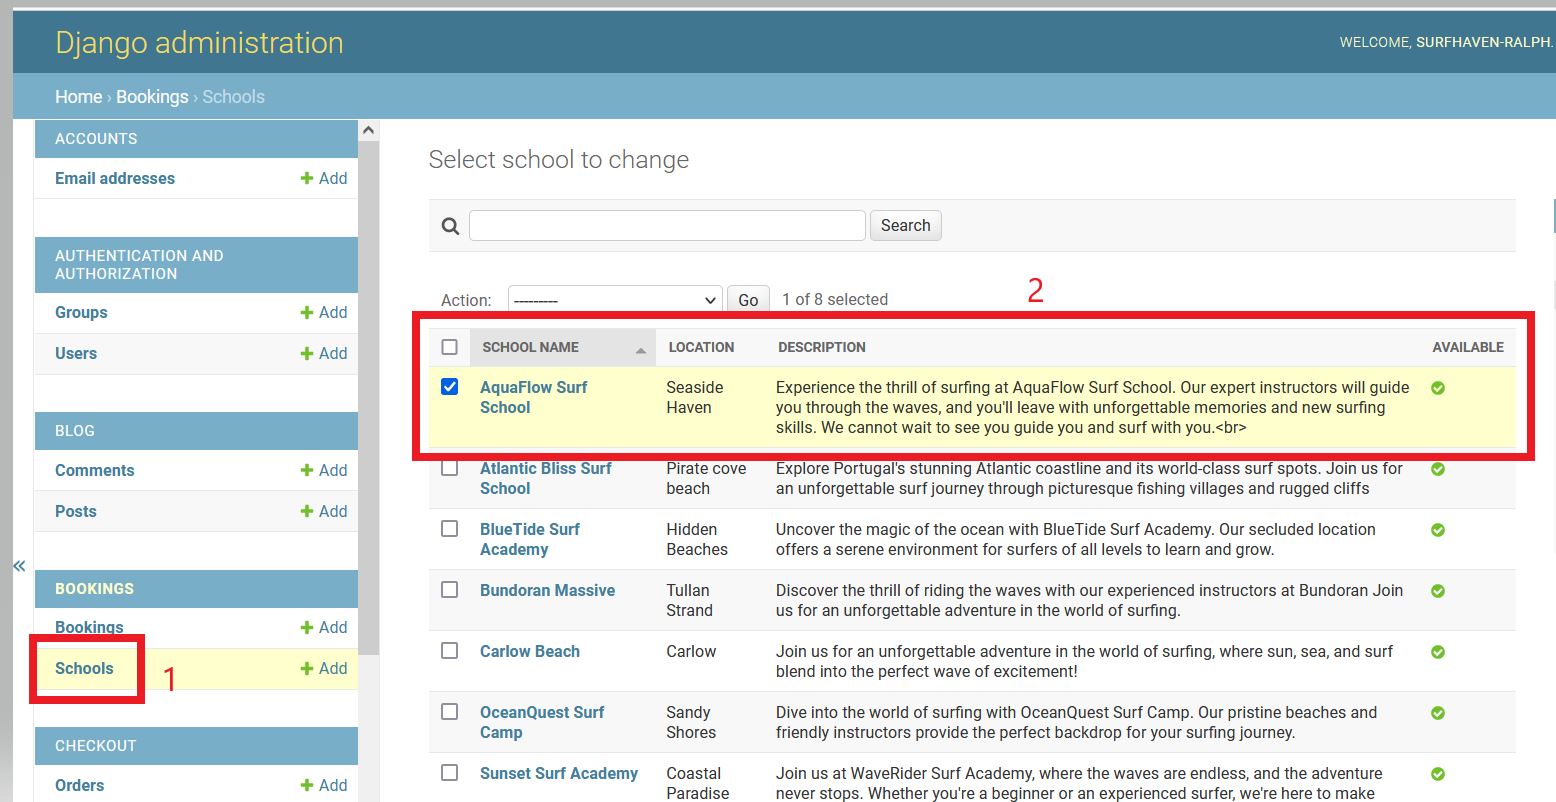 Django administration
WELCOME, SURFHAVEN-RALPH.
Home › Bookings › Schools
ACCOUNTS
Email addresses + Add
AUTHENTICATION AND
AUTHORIZATION
Groups + Add
Users + Add
BLOG
Comments + Add
Posts + Add
«
BOOKINGS
Bookings + Add
Schools + Add
1
CHECKOUT
Orders + Add
Select school to change
Search
Action: --------- Go 1 of 8 selected
2
SCHOOL NAME LOCATION DESCRIPTION AVAILABLE
AquaFlow Surf Seaside Experience the thrill of surfing at AquaFlow Surf School. Our expert instructors will guide
School Haven you through the waves, and you'll leave with unforgettable memories and new surfing
skills. We cannot wait to see you guide you and surf with you.<br>
Atlantic Bliss Surf Pirate cove Explore Portugal's stunning Atlantic coastline and its world-class surf spots. Join us for
School beach an unforgettable surf journey through picturesque fishing villages and rugged cliffs
BlueTide Surf Hidden Uncover the magic of the ocean with BlueTide Surf Academy. Our secluded location
Academy Beaches offers a serene environment for surfers of all levels to learn and grow.
Bundoran Massive Tullan Discover the thrill of riding the waves with our experienced instructors at Bundoran Join
Strand us for an unforgettable adventure in the world of surfing.
Carlow Beach Carlow Join us for an unforgettable adventure in the world of surfing, where sun, sea, and surf
blend into the perfect wave of excitement!
OceanQuest Surf Sandy Dive into the world of surfing with OceanQuest Surf Camp. Our pristine beaches and
Camp Shores friendly instructors provide the perfect backdrop for your surfing journey.
Sunset Surf Academy Coastal Join us at WaveRider Surf Academy, where the waves are endless, and the adventure
Paradise never stops. Whether you're a beginner or an experienced surfer, we're here to make